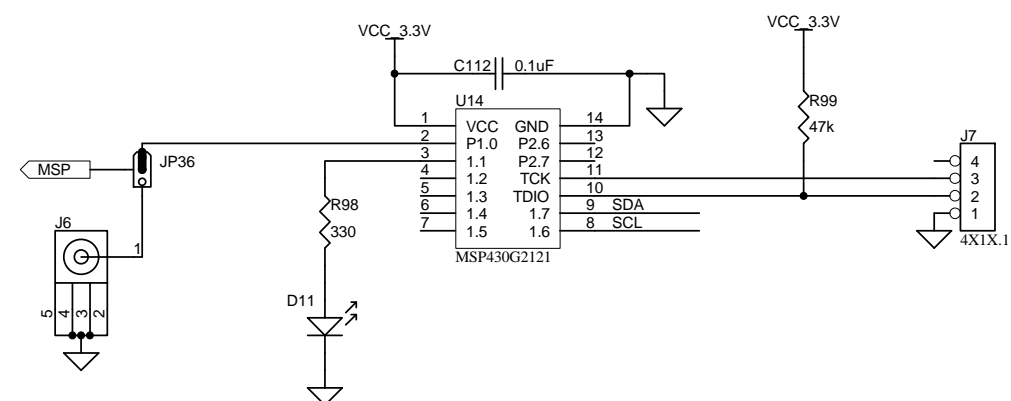 VCC_3.3V
VCC_3.3V
C112 0.1uF
U14
R99
47k
J7
1 VCC GND 14
2 P1.0 P2.6 13
3 1.1 P2.7 12
4 1.2 TCK 11
5 1.3 TDIO 10
6 1.4 1.7 9 SDA
7 1.5 1.6 8 SCL
MSP430G2121
4
3
2
1
4X1X.1
MSP
JP36
J6
1
5 4 3 2
R98
330
D11